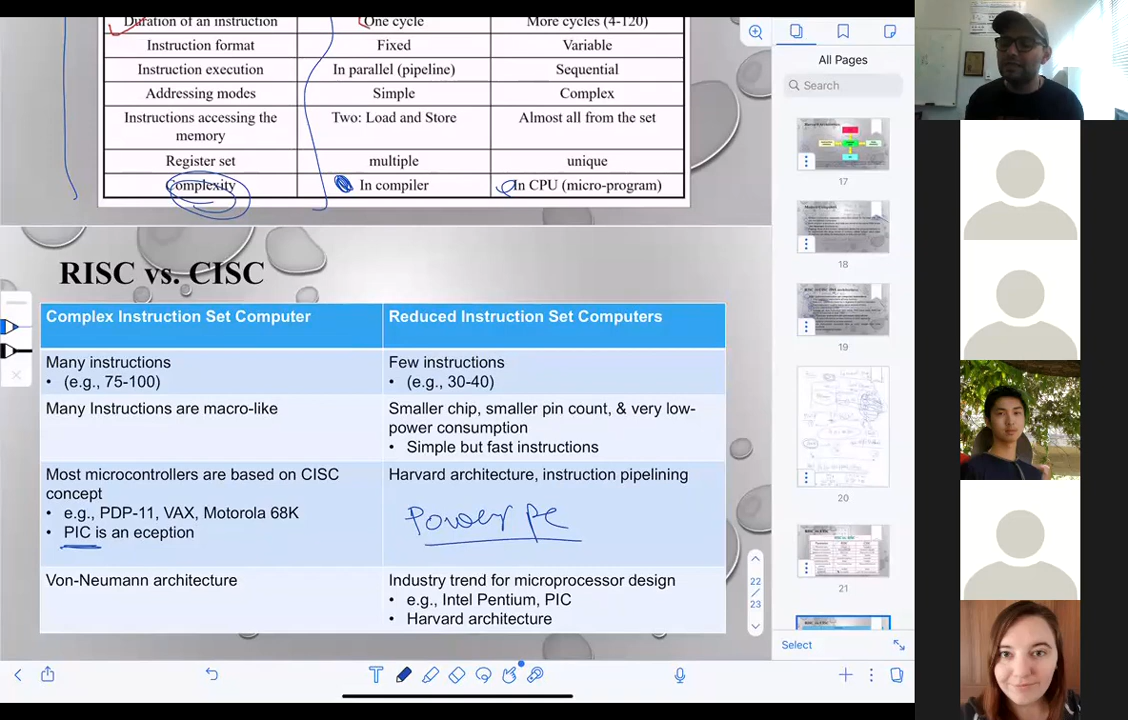 Duration of an instruction One cycle More cycles (4-120)
Instruction format Fixed Variable
Instruction execution In parallel (pipeline) Sequential
Addressing modes Simple Complex
Instructions accessing the Two: Load and Store Almost all from the set
memory
Register set multiple unique
Complexity In compiler In CPU (micro-program)
RISC vs. CISC
Complex Instruction Set Computer
Reduced Instruction Set Computers
Many instructions
• (e.g., 75-100)
Few instructions
• (e.g., 30-40)
Many Instructions are macro-like
Smaller chip, smaller pin count, & very low-
power consumption
• Simple but fast instructions
Most microcontrollers are based on CISC
concept
• e.g., PDP-11, VAX, Motorola 68K
• PIC is an eception
Harvard architecture, instruction pipelining
Power PC
Von-Neumann architecture
Industry trend for microprocessor design
• e.g., Intel Pentium, PIC
• Harvard architecture
22
/
23
All Pages
Search
17
18
19
20
21
Select